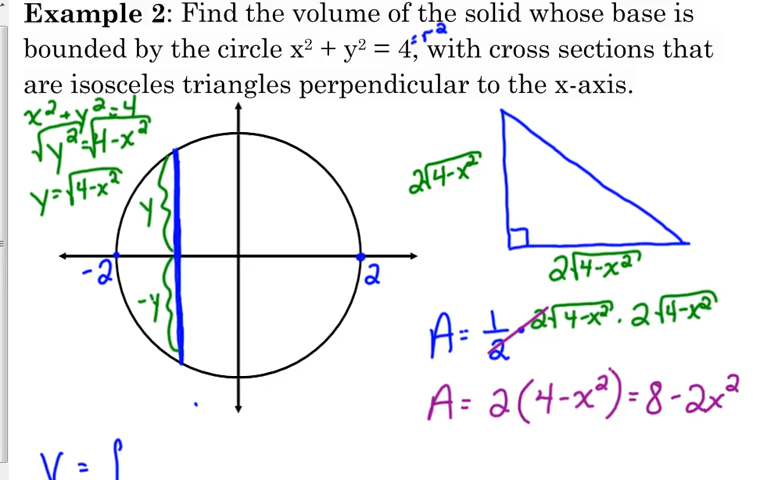 Example 2: Find the volume of the solid whose base is
bounded by the circle x² + y² = 4, with cross sections that
=r²
are isosceles triangles perpendicular to the x-axis.
x²+y²=4
√y²=√4-x²
y=√4-x²
y
-y
-2
2
2√4-x²
2√4-x²
A= 1/2 · 2√4-x² · 2√4-x²
A= 2(4-x²)=8-2x²
V = ∫